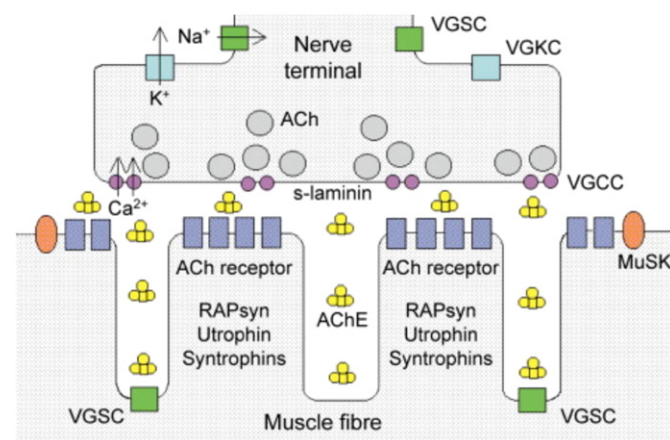 VGSC
Na⁺
Nerve
terminal
VGKC
K⁺
ACh
s-laminin
VGCC
Ca²⁺
ACh receptor
ACh receptor
MuSK
RAPsyn
Utrophin
Syntrophins
AChE
RAPsyn
Utrophin
Syntrophins
VGSC
Muscle fibre
VGSC